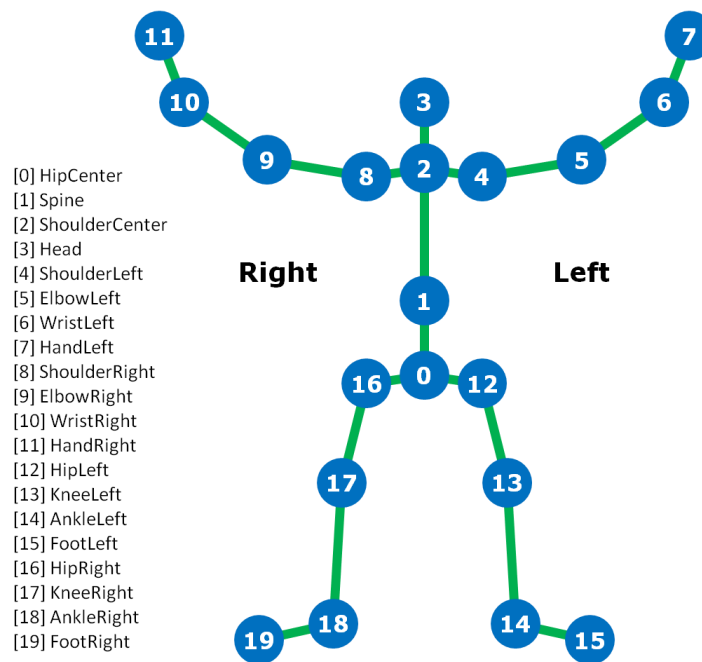 11
7
10
3
6
9
8
2
4
5
[0] HipCenter
[1] Spine
[2] ShoulderCenter
[3] Head
[4] ShoulderLeft
[5] ElbowLeft
[6] WristLeft
[7] HandLeft
[8] ShoulderRight
[9] ElbowRight
[10] WristRight
[11] HandRight
[12] HipLeft
[13] KneeLeft
[14] AnkleLeft
[15] FootLeft
[16] HipRight
[17] KneeRight
[18] AnkleRight
[19] FootRight
Right
Left
1
16
0
12
17
13
19
18
14
15